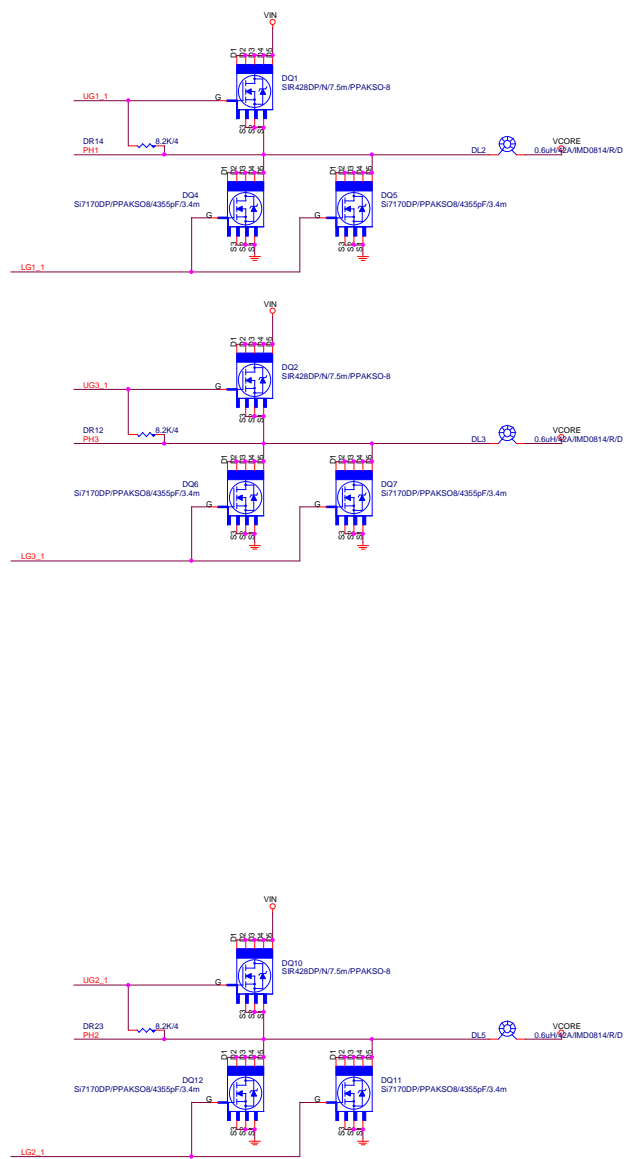 VIN
D1 D2 D3 D4 D5
DQ1
SIR428DP/N/7.5m/PPAKSO-8
UG1_1
G
S3 S2 S1
DR14 8.2K/4
PH1
DL2
VCORE
0.6uH/42A/IMD0814/R/D
D1 D2 D3 D4 D5
D1 D2 D3 D4 D5
DQ4
Si7170DP/PPAKSO8/4355pF/3.4m
DQ5
Si7170DP/PPAKSO8/4355pF/3.4m
G
G
S3 S2 S1
S3 S2 S1
LG1_1
VIN
D1 D2 D3 D4 D5
DQ2
SIR428DP/N/7.5m/PPAKSO-8
UG3_1
G
S3 S2 S1
DR12 8.2K/4
PH3
DL3
VCORE
0.6uH/42A/IMD0814/R/D
D1 D2 D3 D4 D5
D1 D2 D3 D4 D5
DQ6
Si7170DP/PPAKSO8/4355pF/3.4m
DQ7
Si7170DP/PPAKSO8/4355pF/3.4m
G
G
S3 S2 S1
S3 S2 S1
LG3_1
VIN
D1 D2 D3 D4 D5
DQ10
SIR428DP/N/7.5m/PPAKSO-8
UG2_1
G
S3 S2 S1
DR23 8.2K/4
PH2
DL5
VCORE
0.6uH/42A/IMD0814/R/D
D1 D2 D3 D4 D5
D1 D2 D3 D4 D5
DQ12
Si7170DP/PPAKSO8/4355pF/3.4m
DQ11
Si7170DP/PPAKSO8/4355pF/3.4m
G
G
S3 S2 S1
S3 S2 S1
LG2_1